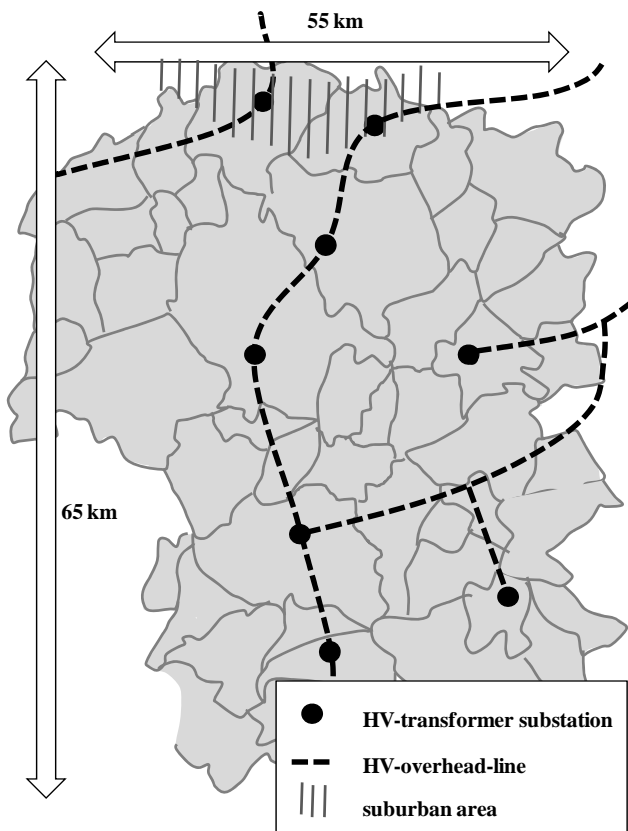 55 km
65 km
HV-transformer substation
HV-overhead-line
suburban area